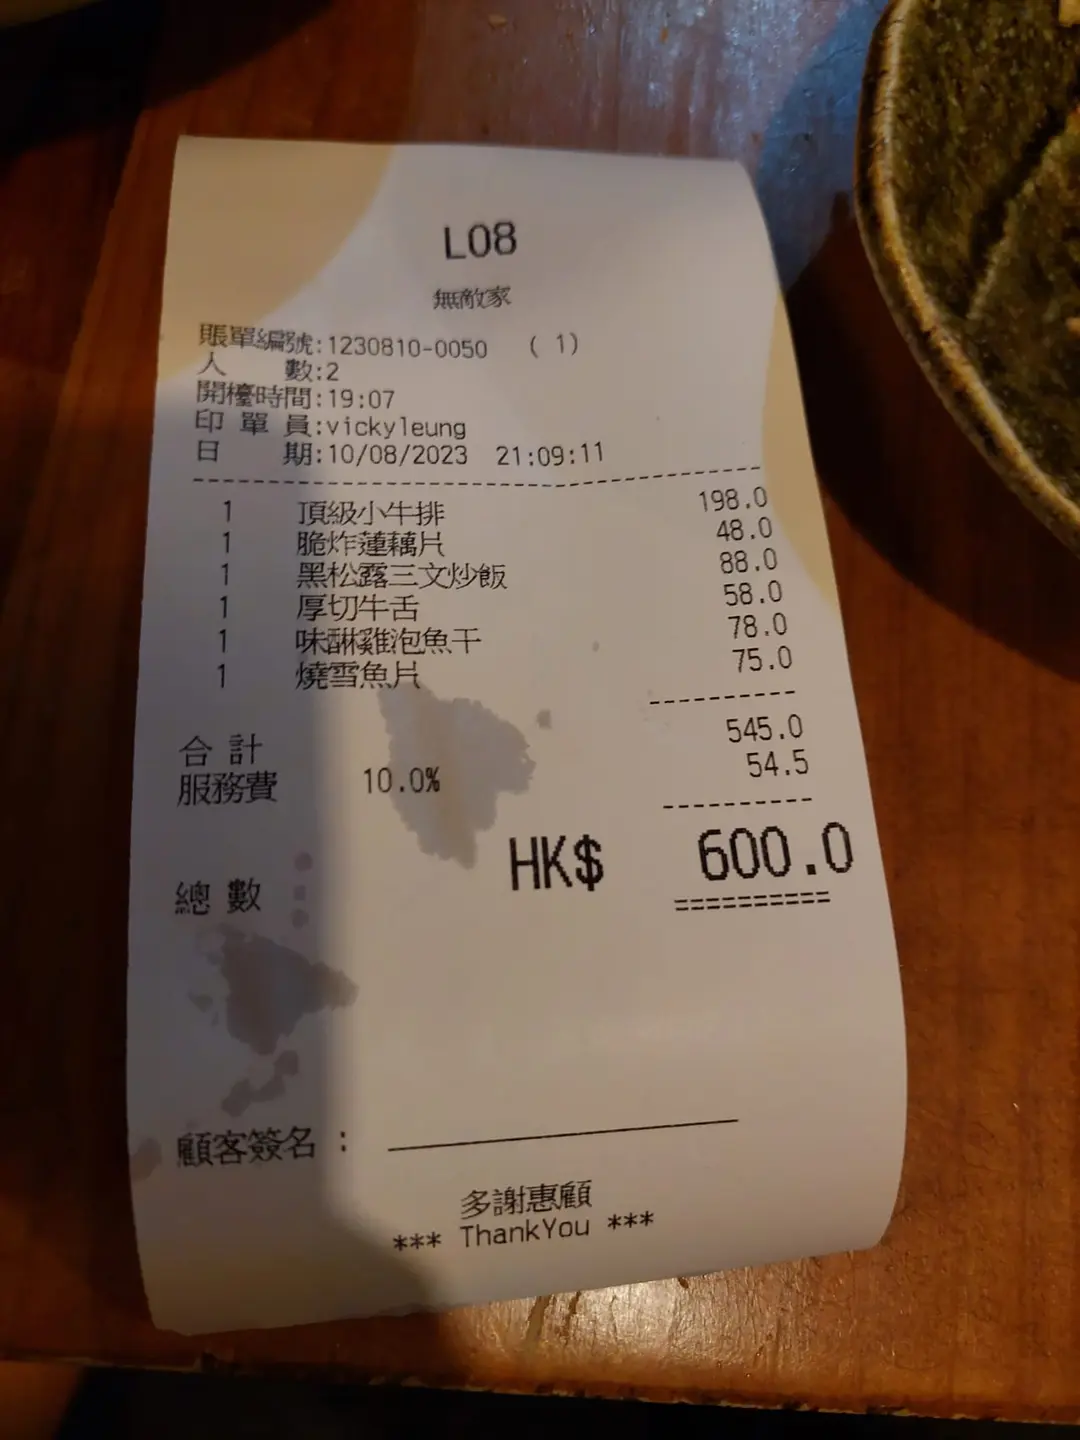 L08
無敵家
賬單編號:1230810-0050 ( 1)
人 數:2
開檯時間:19:07
印 單 員:vickyleung
日 期:10/08/2023 21:09:11
1 頂級小牛排 198.0
1 脆炸蓮藕片 48.0
1 黑松露三文炒飯 88.0
1 厚切牛舌 58.0
1 味醂雞泡魚干 78.0
1 燒雪魚片 75.0
合 計 545.0
服務費 10.0% 54.5
總 數 HK$ 600.0
顧客簽名 :
多謝惠顧
*** ThankYou ***